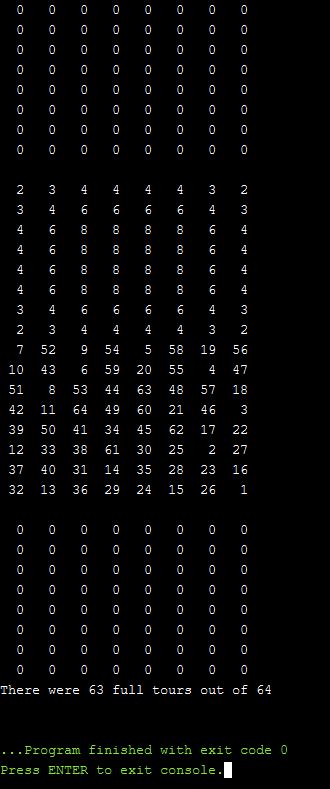 0 0 0 0 0 0 0 0
0 0 0 0 0 0 0 0
0 0 0 0 0 0 0 0
0 0 0 0 0 0 0 0
0 0 0 0 0 0 0 0
0 0 0 0 0 0 0 0
0 0 0 0 0 0 0 0
0 0 0 0 0 0 0 0
2 3 4 4 4 4 3 2
3 4 6 6 6 6 4 3
4 6 8 8 8 8 6 4
4 6 8 8 8 8 6 4
4 6 8 8 8 8 6 4
4 6 8 8 8 8 6 4
3 4 6 6 6 6 4 3
2 3 4 4 4 4 3 2
7 52 9 54 5 58 19 56
10 43 6 59 20 55 4 47
51 8 53 44 63 48 57 18
42 11 64 49 60 21 46 3
39 50 41 34 45 62 17 22
12 33 38 61 30 25 2 27
37 40 31 14 35 28 23 16
32 13 36 29 24 15 26 1
0 0 0 0 0 0 0 0
0 0 0 0 0 0 0 0
0 0 0 0 0 0 0 0
0 0 0 0 0 0 0 0
0 0 0 0 0 0 0 0
0 0 0 0 0 0 0 0
0 0 0 0 0 0 0 0
0 0 0 0 0 0 0 0
There were 63 full tours out of 64
...Program finished with exit code 0
Press ENTER to exit console.